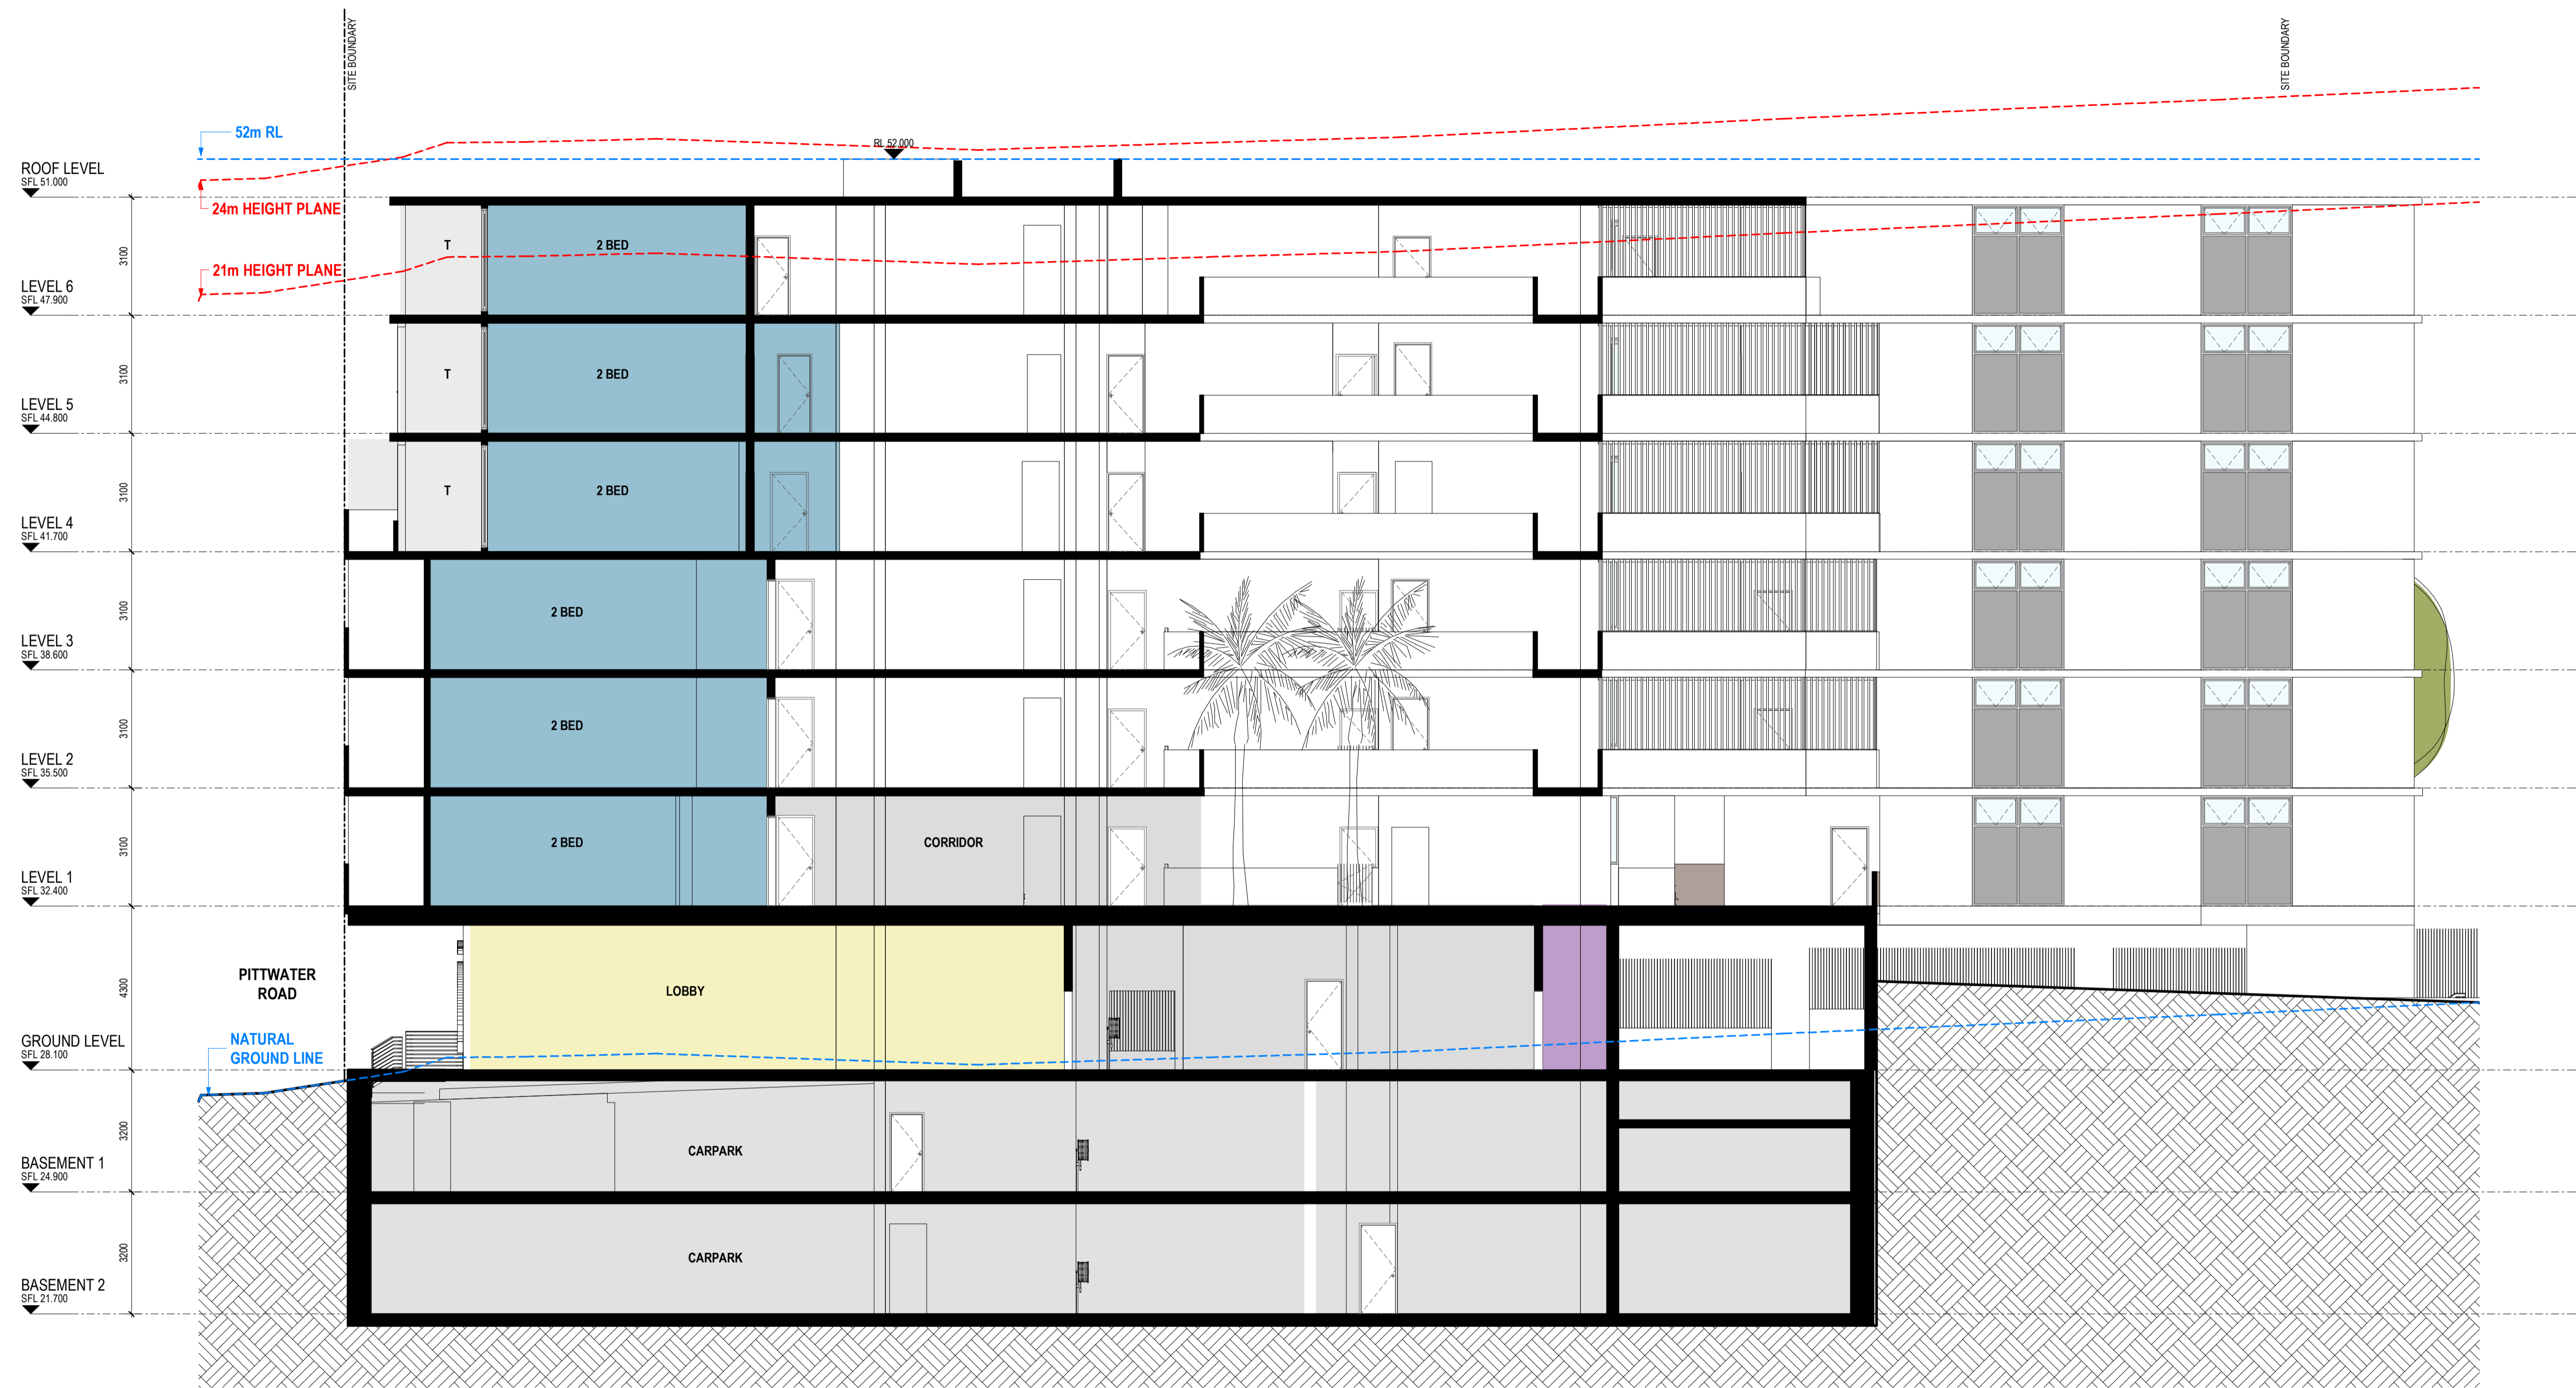 SITE BOUNDARY
SITE BOUNDARY
52m RL
RL 52.000
ROOF LEVEL
SFL 51.000
24m HEIGHT PLANE
3100
T
2 BED
21m HEIGHT PLANE
LEVEL 6
SFL 47.900
3100
T
2 BED
LEVEL 5
SFL 44.800
3100
T
2 BED
LEVEL 4
SFL 41.700
3100
2 BED
LEVEL 3
SFL 38.600
3100
2 BED
LEVEL 2
SFL 35.500
3100
2 BED
CORRIDOR
LEVEL 1
SFL 32.400
4300
PITTWATER
ROAD
LOBBY
GROUND LEVEL
SFL 28.100
NATURAL
GROUND LINE
3200
CARPARK
BASEMENT 1
SFL 24.900
3200
CARPARK
BASEMENT 2
SFL 21.700